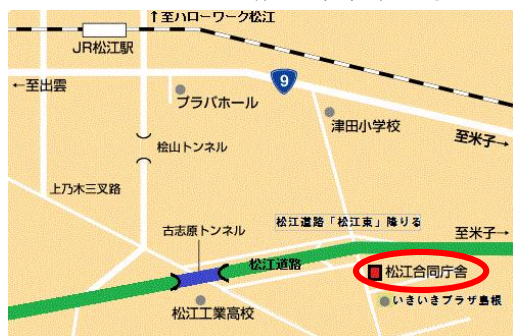 ↑至ハローワーク松江
JR松江駅
←至出雲
9
プラバホール
津田小学校
至米子→
桧山トンネル
上乃木三叉路
松江道路「松江東」降りる
古志原トンネル
至米子→
松江道路
松江合同庁舎
いきいきプラザ島根
松江工業高校